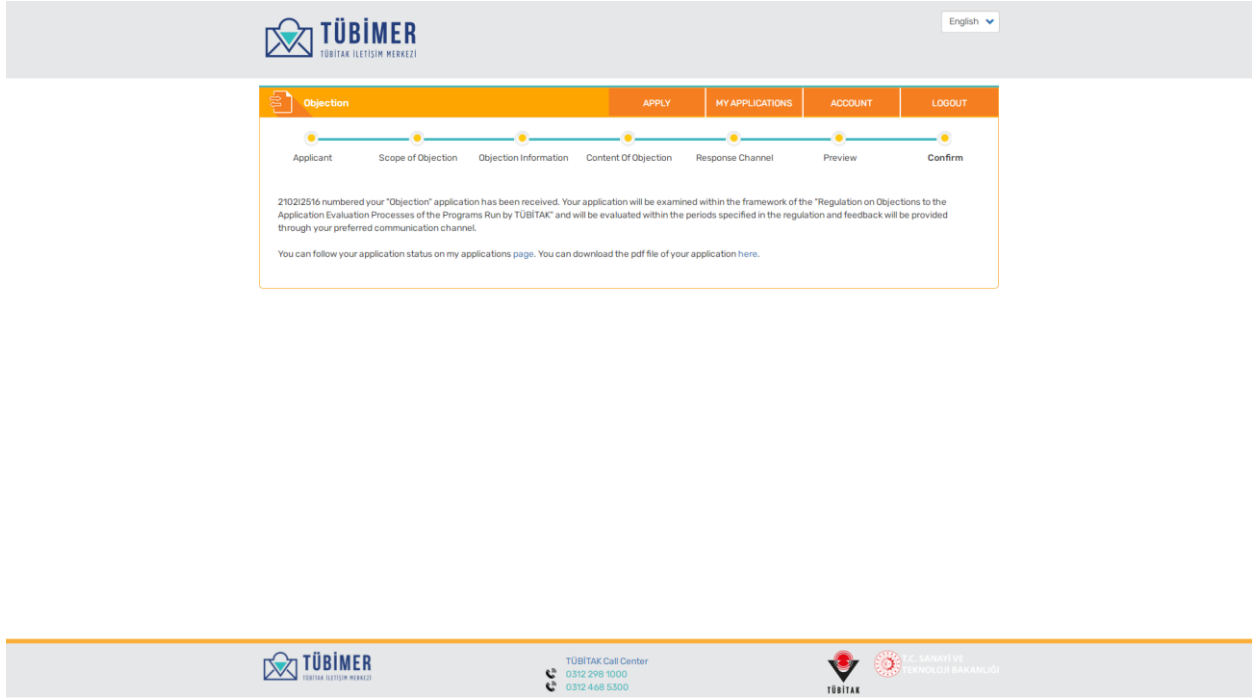 TÜBİMER
TÜBİTAK İLETİŞİM MERKEZİ
English
Objection
APPLY
MY APPLICATIONS
ACCOUNT
LOGOUT
Applicant
Scope of Objection
Objection Information
Content Of Objection
Response Channel
Preview
Confirm
2102I2516 numbered your "Objection" application has been received. Your application will be examined within the framework of the "Regulation on Objections to the
Application Evaluation Processes of the Programs Run by TÜBİTAK" and will be evaluated within the periods specified in the regulation and feedback will be provided
through your preferred communication channel.
You can follow your application status on my applications page. You can download the pdf file of your application here.
TÜBİMER
TÜBİTAK İLETİŞİM MERKEZİ
TÜBİTAK Call Center
0312 298 1000
0312 468 5300
TÜBİTAK
T.C. SANAYİ VE
TEKNOLOJİ BAKANLIĞI